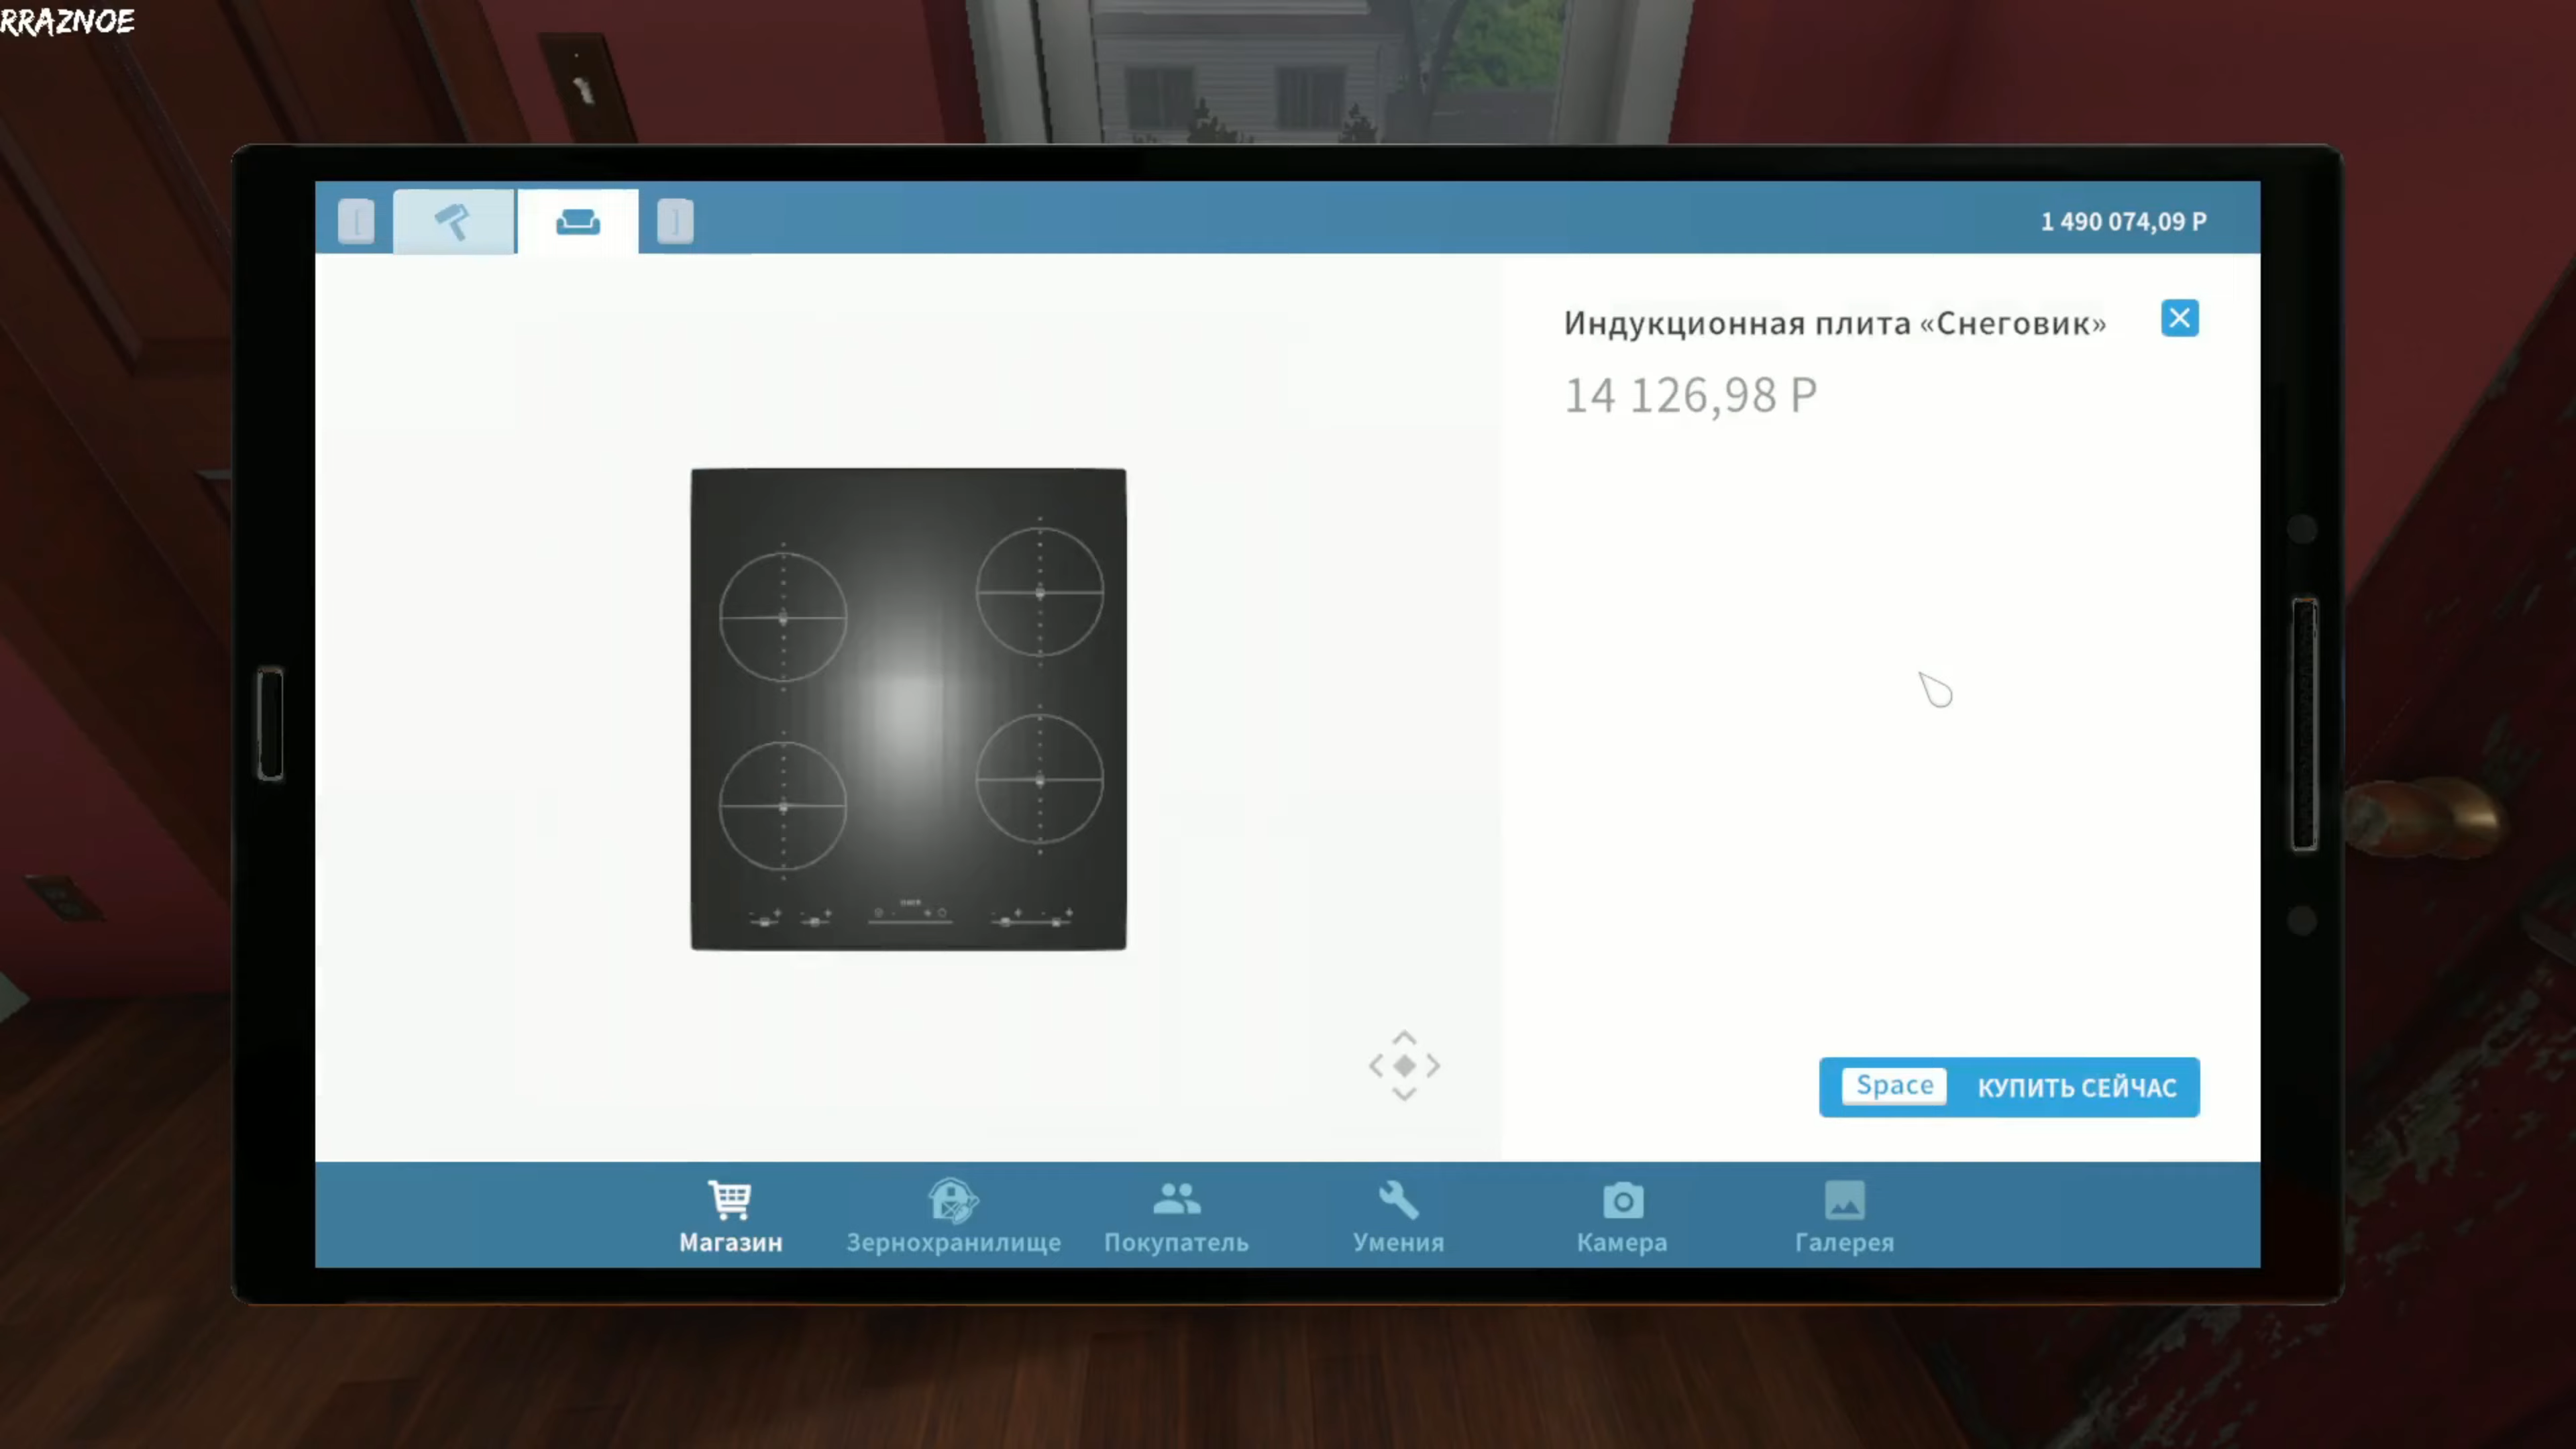 RRAZNOE
[
]
1 490 074,09 Р
Индукционная плита «Снеговик»
14 126,98 Р
Space КУПИТЬ СЕЙЧАС
Магазин
Зернохранилище
Покупатель
Умения
Камера
Галерея